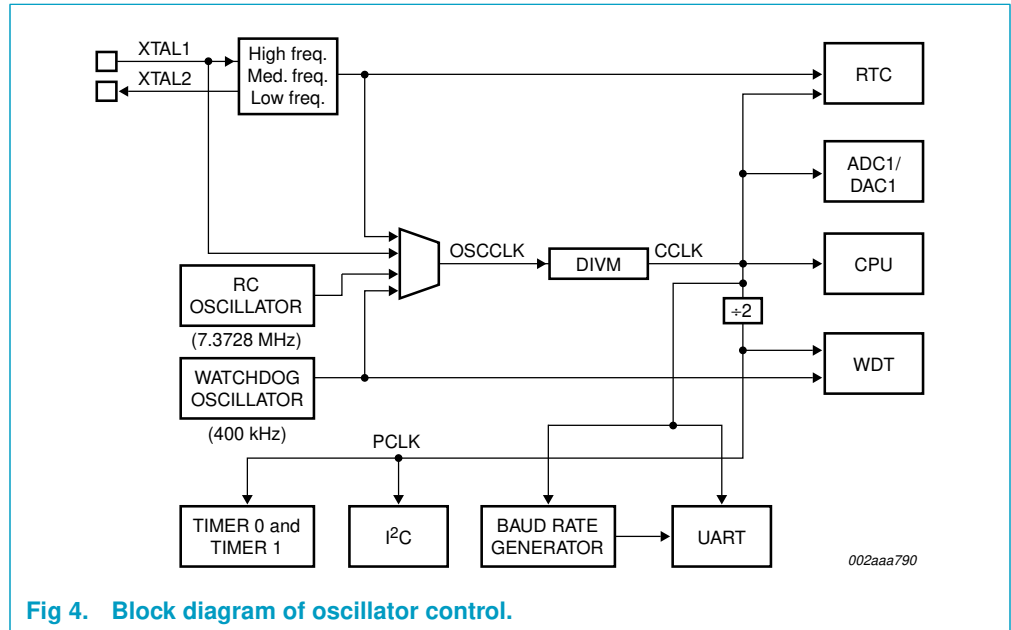 XTAL1
XTAL2
High freq.
Med. freq.
Low freq.
RTC
ADC1/
DAC1
OSCCLK
DIVM
CCLK
CPU
RC
OSCILLATOR
(7.3728 MHz)
÷2
WATCHDOG
OSCILLATOR
(400 kHz)
WDT
PCLK
TIMER 0 and
TIMER 1
I²C
BAUD RATE
GENERATOR
UART
002aaa790
Fig 4. Block diagram of oscillator control.